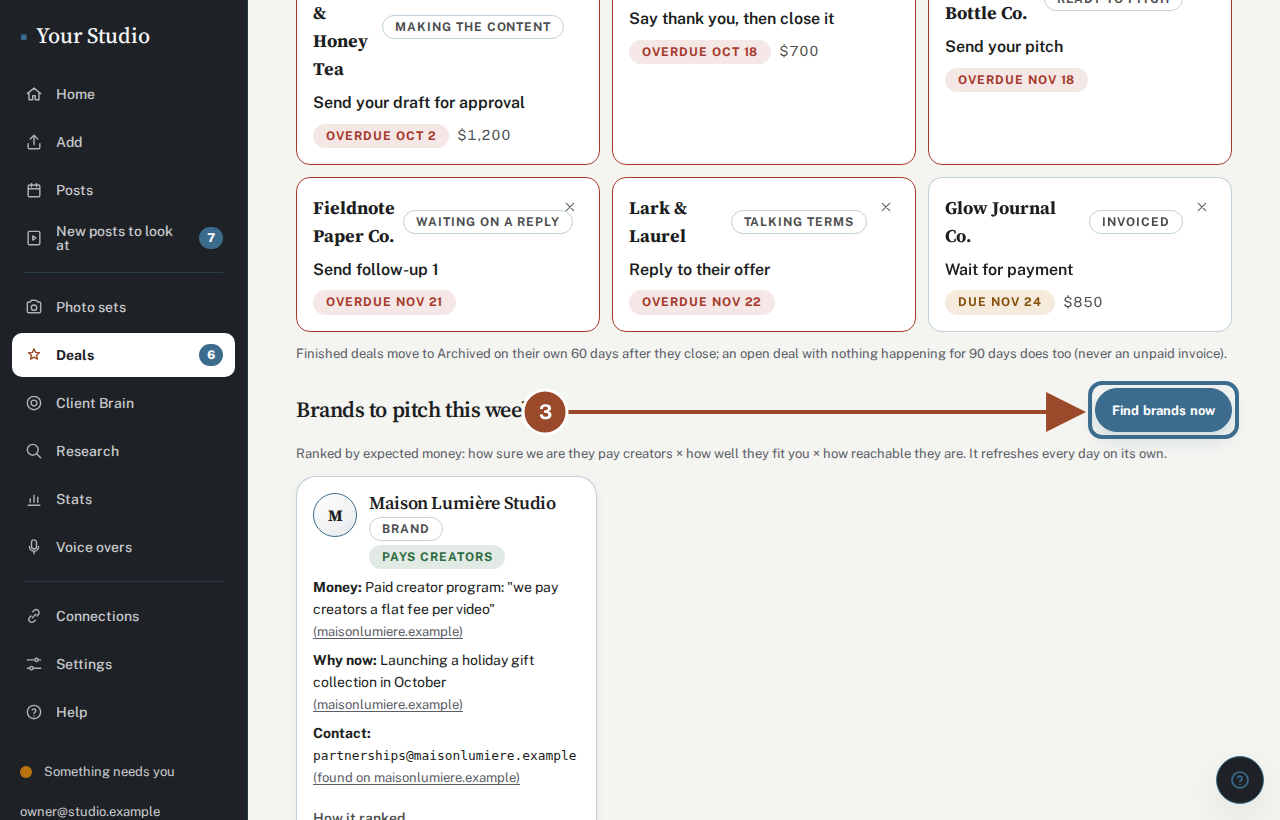 Your Studio
Home
Add
Posts
New posts to look
at
7
Photo sets
Deals
6
Client Brain
Research
Stats
Voice overs
Connections
Settings
Help
Something needs you
owner@studio.example
&
Honey
Tea
MAKING THE CONTENT
Send your draft for approval
OVERDUE OCT 2
$1,200
Say thank you, then close it
OVERDUE OCT 18
$700
Bottle Co.
READY TO PITCH
Send your pitch
OVERDUE NOV 18
Fieldnote
Paper Co.
WAITING ON A REPLY
Send follow-up 1
OVERDUE NOV 21
Lark &
Laurel
TALKING TERMS
Reply to their offer
OVERDUE NOV 22
Glow Journal
Co.
INVOICED
Wait for payment
DUE NOV 24
$850
Finished deals move to Archived on their own 60 days after they close; an open deal with nothing happening for 90 days does too (never an unpaid invoice).
Brands to pitch this week
3
Find brands now
Ranked by expected money: how sure we are they pay creators × how well they fit you × how reachable they are. It refreshes every day on its own.
M
Maison Lumière Studio
BRAND
PAYS CREATORS
Money: Paid creator program: "we pay
creators a flat fee per video"
(maisonlumiere.example)
Why now: Launching a holiday gift
collection in October
(maisonlumiere.example)
Contact:
partnerships@maisonlumiere.example
(found on maisonlumiere.example)
How it ranked